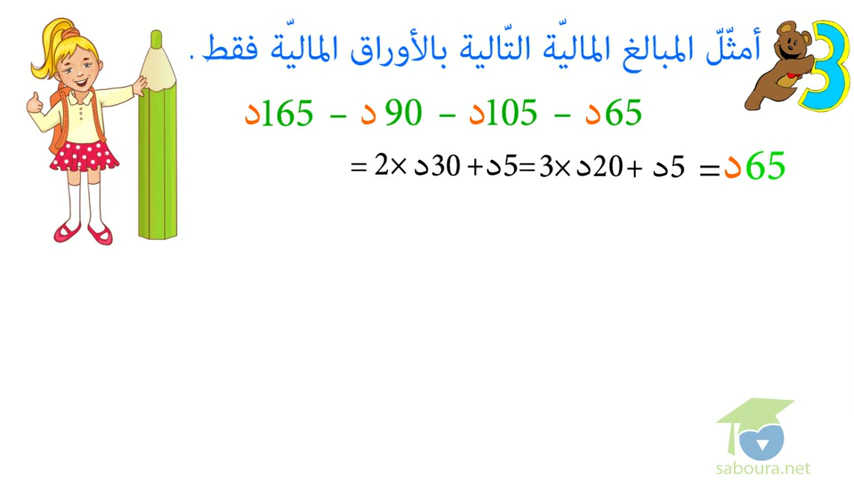 أمثّلّ المبالغ الماليّة التّالية بالأوراق الماليّة فقط .
65د – 105د – 90 د – 165د
65د = 5د + 20د ×3 = 5د + 30د ×2 =
3
saboura.net